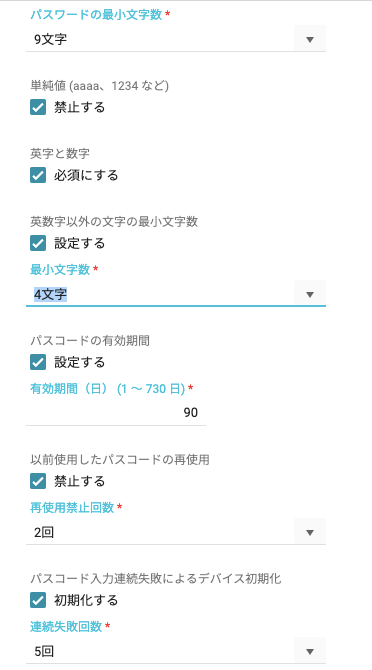 パスワードの最小文字数 *
9文字
単純値 (aaaa、1234 など)
禁止する
英字と数字
必須にする
英数字以外の文字の最小文字数
設定する
最小文字数 *
4文字
パスコードの有効期間
設定する
有効期間（日） (1 ～ 730 日) *
90
以前使用したパスコードの再使用
禁止する
再使用禁止回数 *
2回
パスコード入力連続失敗によるデバイス初期化
初期化する
連続失敗回数 *
5回